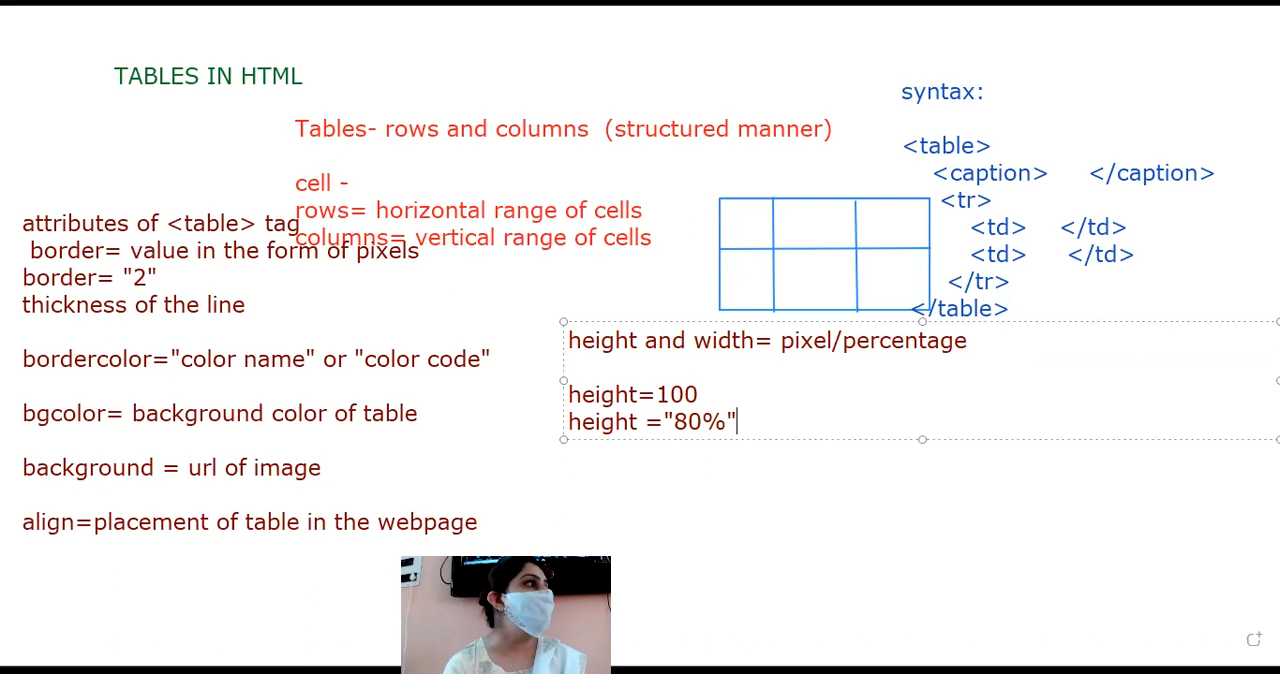 TABLES IN HTML
Tables- rows and columns (structured manner)
cell -
rows= horizontal range of cells
columns= vertical range of cells
syntax:
<table>
<caption> </caption>
<tr>
<td> </td>
<td> </td>
</tr>
</table>
attributes of <table> tag
border= value in the form of pixels
border= "2"
thickness of the line
bordercolor="color name" or "color code"
bgcolor= background color of table
background = url of image
align=placement of table in the webpage
height and width= pixel/percentage
height=100
height ="80%"